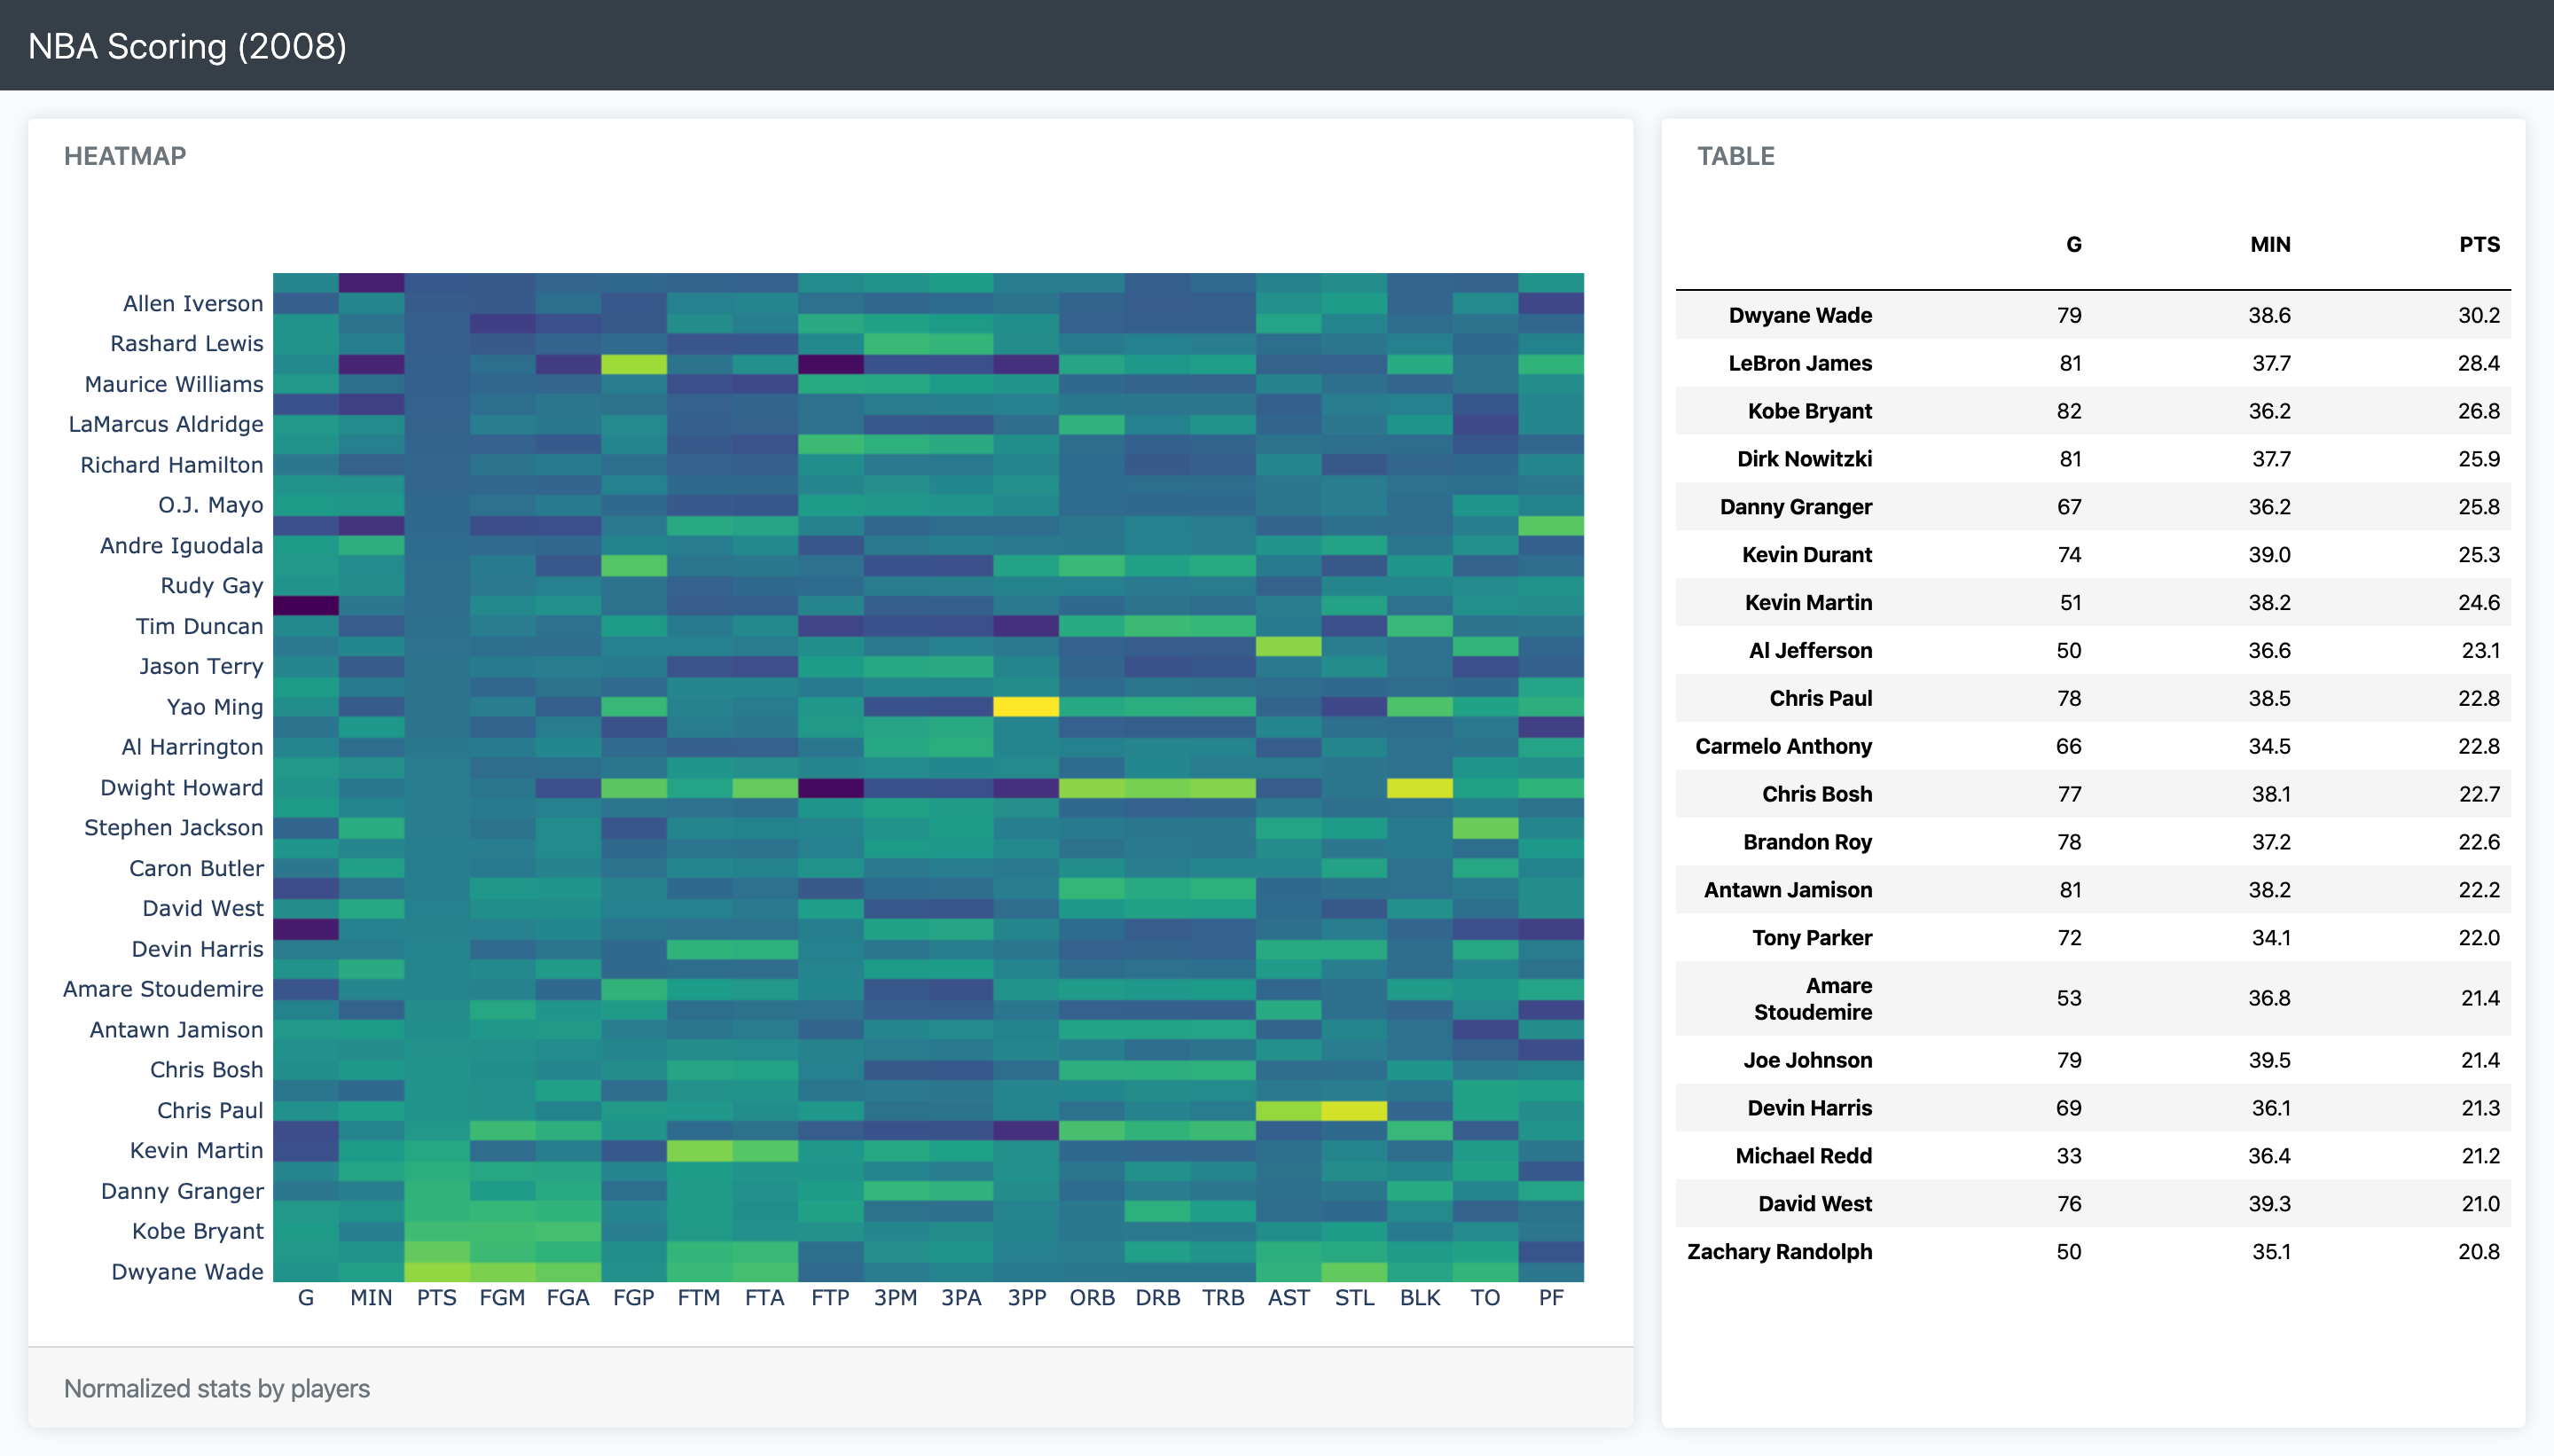 NBA Scoring (2008)
HEATMAP
Allen Iverson
Rashard Lewis
Maurice Williams
LaMarcus Aldridge
Richard Hamilton
O.J. Mayo
Andre Iguodala
Rudy Gay
Tim Duncan
Jason Terry
Yao Ming
Al Harrington
Dwight Howard
Stephen Jackson
Caron Butler
David West
Devin Harris
Amare Stoudemire
Antawn Jamison
Chris Bosh
Chris Paul
Kevin Martin
Danny Granger
Kobe Bryant
Dwyane Wade
G MIN PTS FGM FGA FGP FTM FTA FTP 3PM 3PA 3PP ORB DRB TRB AST STL BLK TO PF
Normalized stats by players
TABLE
G MIN PTS
Dwyane Wade 79 38.6 30.2
LeBron James 81 37.7 28.4
Kobe Bryant 82 36.2 26.8
Dirk Nowitzki 81 37.7 25.9
Danny Granger 67 36.2 25.8
Kevin Durant 74 39.0 25.3
Kevin Martin 51 38.2 24.6
Al Jefferson 50 36.6 23.1
Chris Paul 78 38.5 22.8
Carmelo Anthony 66 34.5 22.8
Chris Bosh 77 38.1 22.7
Brandon Roy 78 37.2 22.6
Antawn Jamison 81 38.2 22.2
Tony Parker 72 34.1 22.0
Amare
Stoudemire 53 36.8 21.4
Joe Johnson 79 39.5 21.4
Devin Harris 69 36.1 21.3
Michael Redd 33 36.4 21.2
David West 76 39.3 21.0
Zachary Randolph 50 35.1 20.8